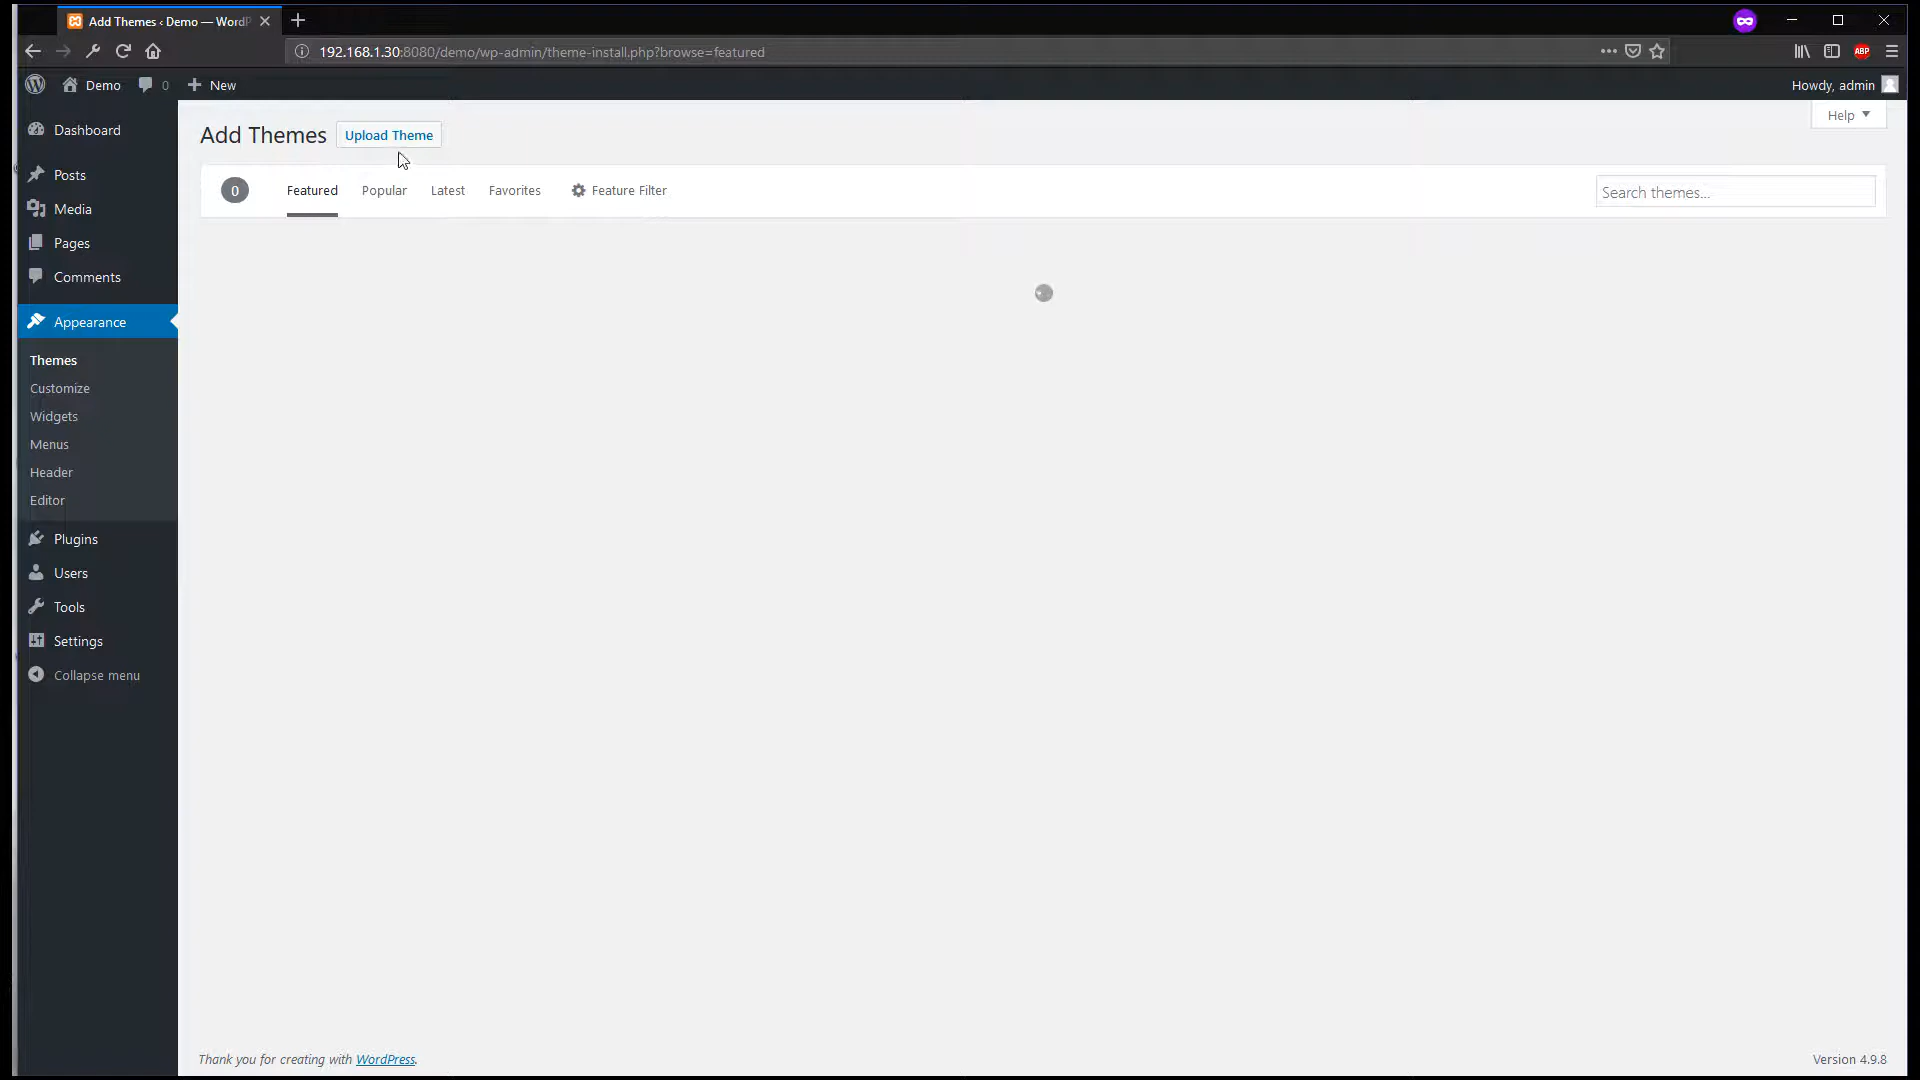 Add Themes ‹ Demo — WordP
192.168.1.30:8080/demo/wp-admin/theme-install.php?browse=featured
ABP
Demo
0
New
Howdy, admin
Help
Dashboard
Posts
Media
Pages
Comments
Appearance
Themes
Customize
Widgets
Menus
Header
Editor
Plugins
Users
Tools
Settings
Collapse menu
Add Themes
Upload Theme
0
Featured
Popular
Latest
Favorites
Feature Filter
Search themes...
Thank you for creating with WordPress.
Version 4.9.8